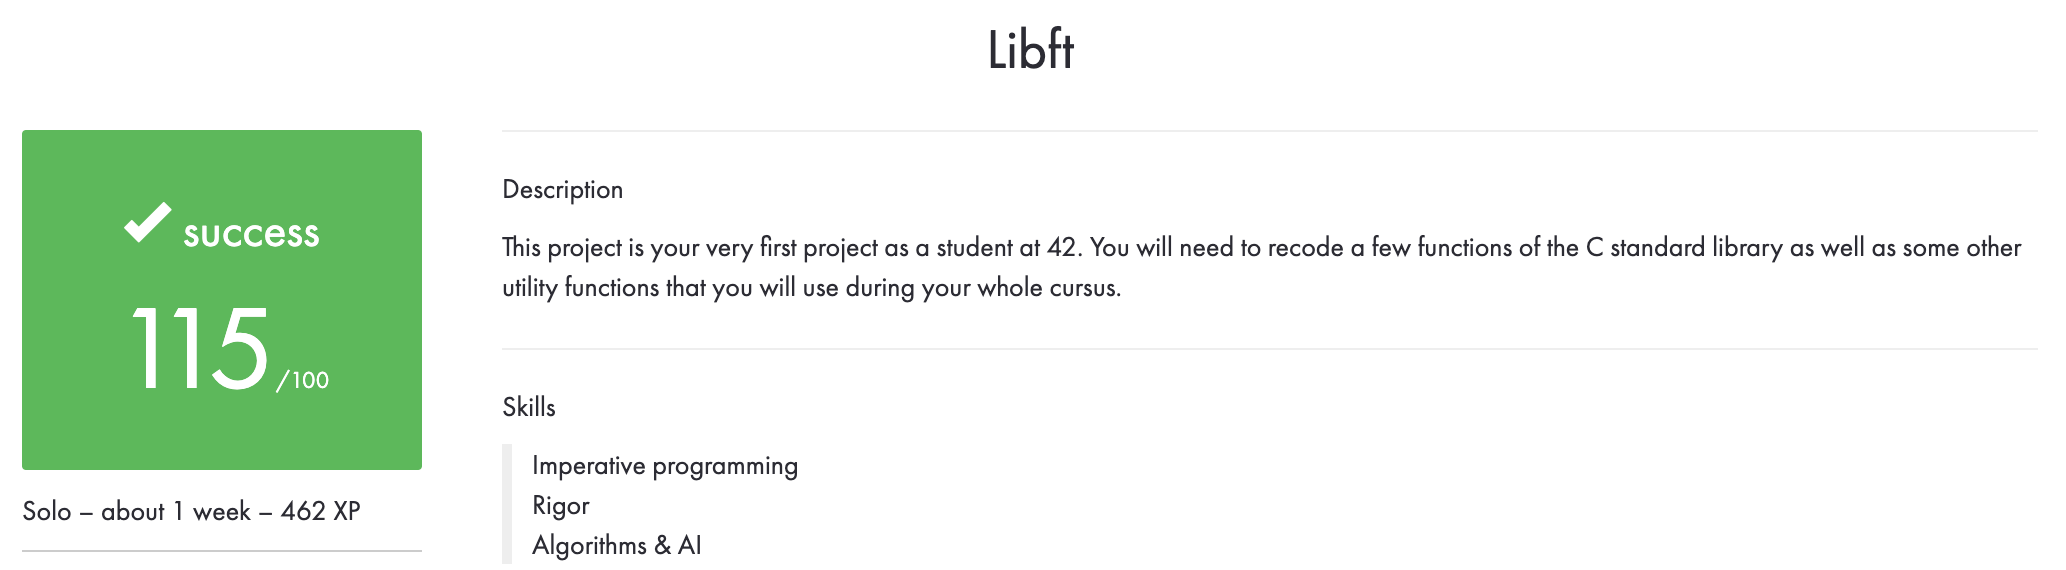 Libft
success
115/100
Solo – about 1 week – 462 XP
Description
This project is your very first project as a student at 42. You will need to recode a few functions of the C standard library as well as some other
utility functions that you will use during your whole cursus.
Skills
Imperative programming
Rigor
Algorithms & AI